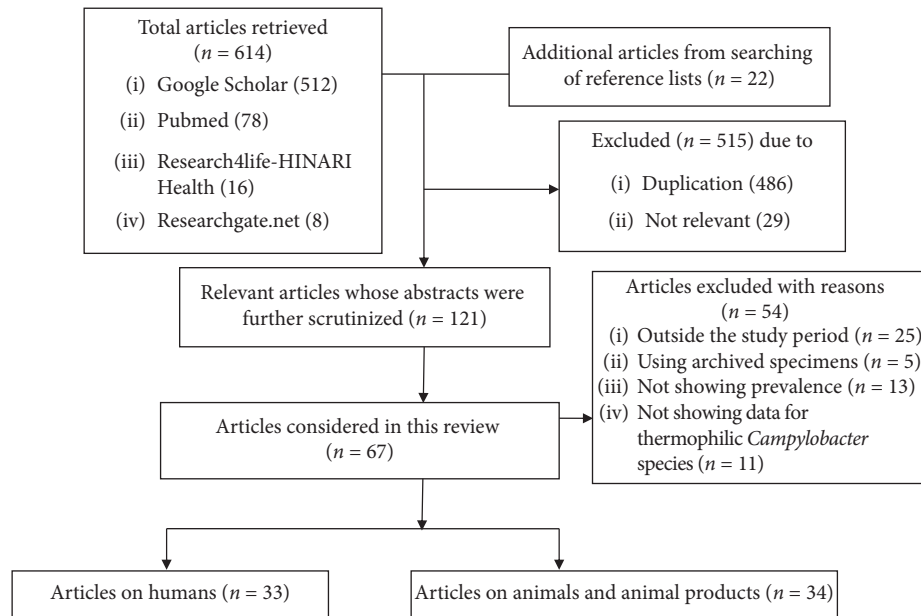 Total articles retrieved
(n = 614)
(i) Google Scholar (512)
(ii) Pubmed (78)
(iii) Research4life-HINARI
Health (16)
(iv) Researchgate.net (8)
Additional articles from searching
of reference lists (n = 22)
Excluded (n = 515) due to
(i) Duplication (486)
(ii) Not relevant (29)
Relevant articles whose abstracts were
further scrutinized (n = 121)
Articles excluded with reasons
(n = 54)
(i) Outside the study period (n = 25)
(ii) Using archived specimens (n = 5)
(iii) Not showing prevalence (n = 13)
(iv) Not showing data for
thermophilic Campylobacter
species (n = 11)
Articles considered in this review
(n = 67)
Articles on humans (n = 33)
Articles on animals and animal products (n = 34)